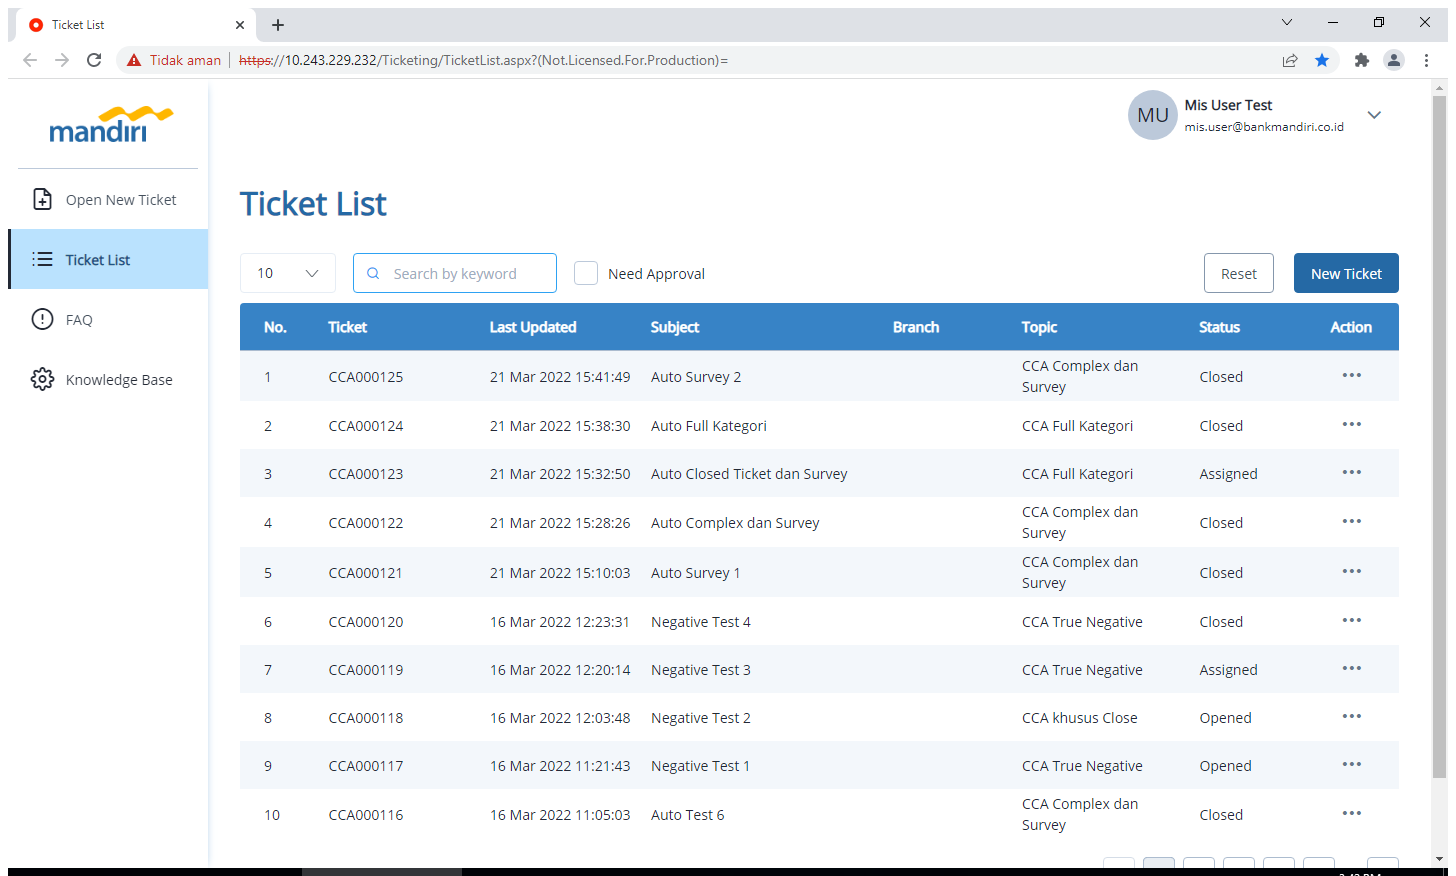 Ticket List
Tidak aman https://10.243.229.232/Ticketing/TicketList.aspx?(Not.Licensed.For.Production)=
mandiri
MU
Mis User Test
mis.user@bankmandiri.co.id
Open New Ticket
Ticket List
FAQ
Knowledge Base
Ticket List
10 Search by keyword Need Approval Reset New Ticket
No. Ticket Last Updated Subject Branch Topic Status Action
1 CCA000125 21 Mar 2022 15:41:49 Auto Survey 2 CCA Complex dan Survey Closed
2 CCA000124 21 Mar 2022 15:38:30 Auto Full Kategori CCA Full Kategori Closed
3 CCA000123 21 Mar 2022 15:32:50 Auto Closed Ticket dan Survey CCA Full Kategori Assigned
4 CCA000122 21 Mar 2022 15:28:26 Auto Complex dan Survey CCA Complex dan Survey Closed
5 CCA000121 21 Mar 2022 15:10:03 Auto Survey 1 CCA Complex dan Survey Closed
6 CCA000120 16 Mar 2022 12:23:31 Negative Test 4 CCA True Negative Closed
7 CCA000119 16 Mar 2022 12:20:14 Negative Test 3 CCA True Negative Assigned
8 CCA000118 16 Mar 2022 12:03:48 Negative Test 2 CCA khusus Close Opened
9 CCA000117 16 Mar 2022 11:21:43 Negative Test 1 CCA True Negative Opened
10 CCA000116 16 Mar 2022 11:05:03 Auto Test 6 CCA Complex dan Survey Closed